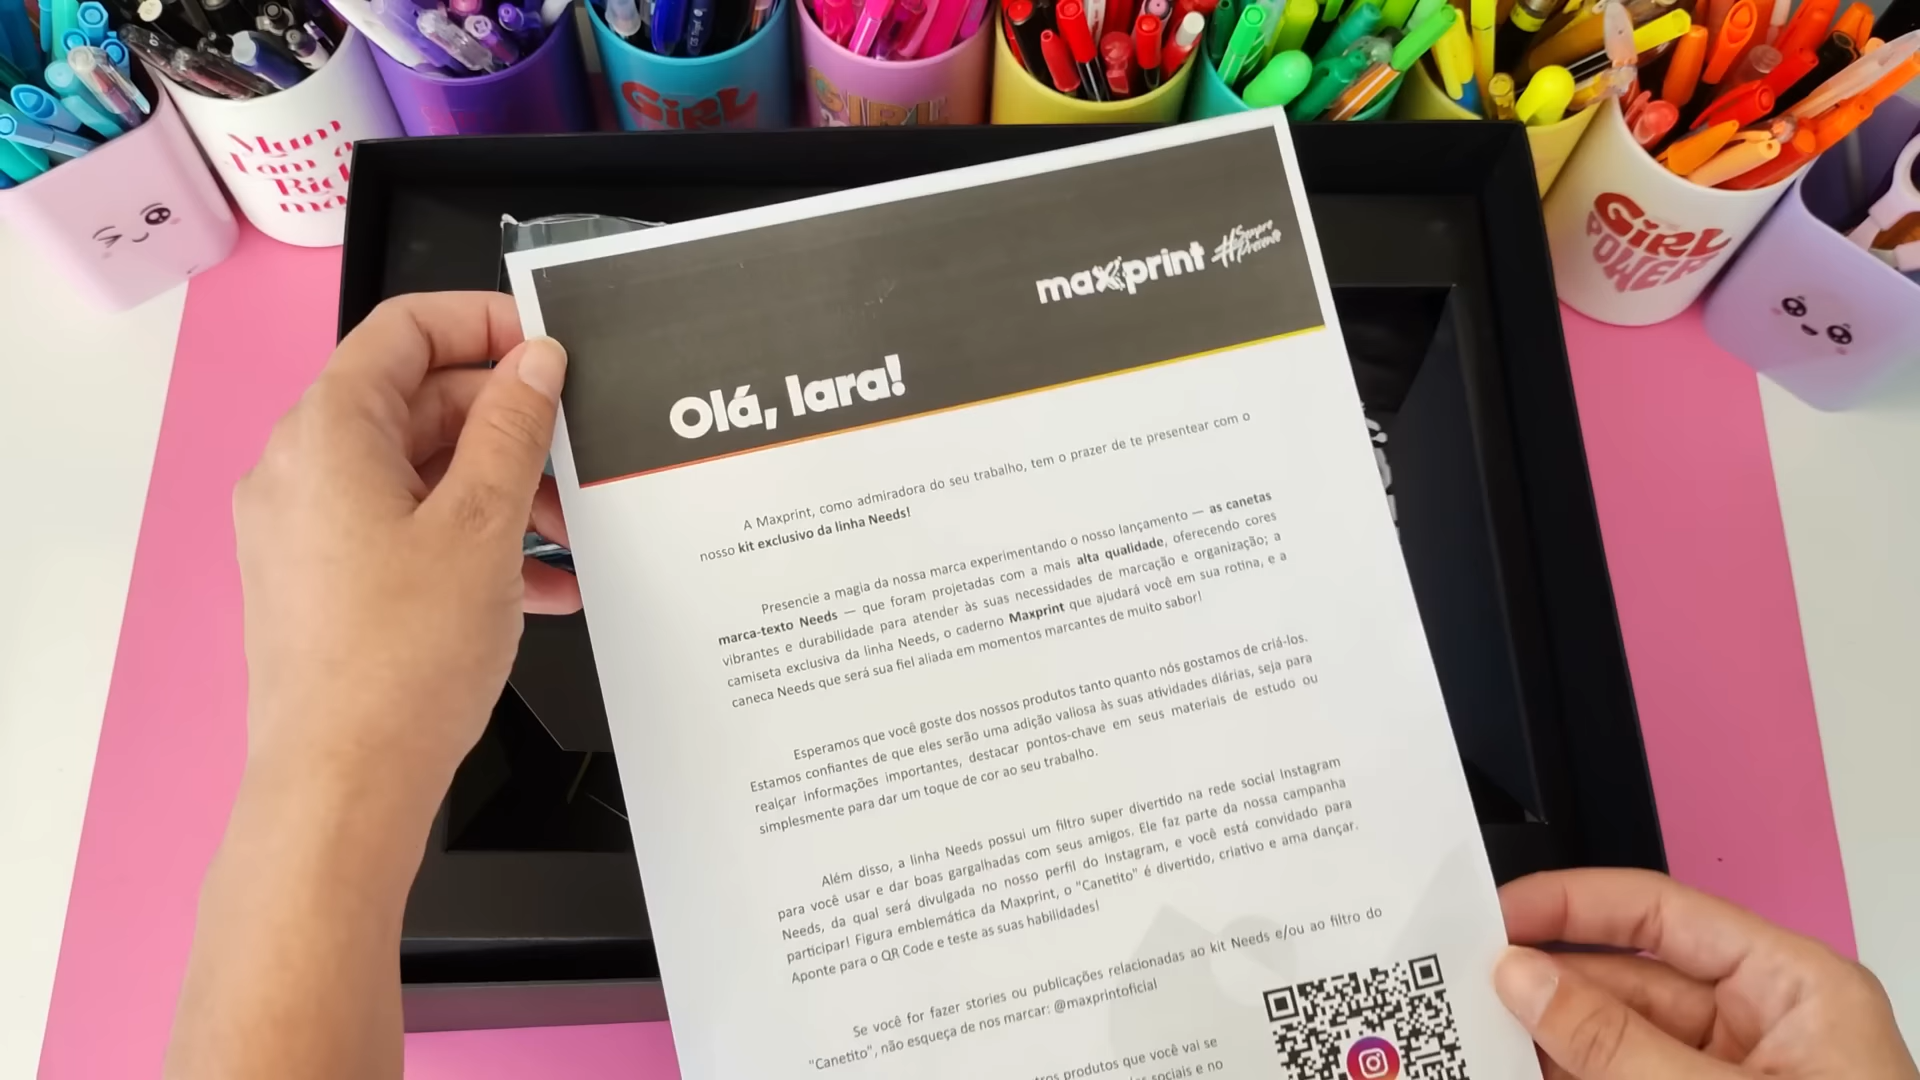 GIRL
GIRL
Mum
I'm a
Rich
ma
GIRL
POWER
maxprint #Sempre Presente
Olá, Iara!
A Maxprint, como admiradora do seu trabalho, tem o prazer de te presentear com o
nosso kit exclusivo da linha Needs!
Presencie a magia da nossa marca experimentando o nosso lançamento — as canetas
marca-texto Needs — que foram projetadas com a mais alta qualidade, oferecendo cores
vibrantes e durabilidade para atender às suas necessidades de marcação e organização; a
camiseta exclusiva da linha Needs, o caderno Maxprint que ajudará você em sua rotina, e a
caneca Needs que será sua fiel aliada em momentos marcantes de muito sabor!
Esperamos que você goste dos nossos produtos tanto quanto nós gostamos de criá-los.
Estamos confiantes de que eles serão uma adição valiosa às suas atividades diárias, seja para
realçar informações importantes, destacar pontos-chave em seus materiais de estudo ou
simplesmente para dar um toque de cor ao seu trabalho.
Além disso, a linha Needs possui um filtro super divertido na rede social Instagram
para você usar e dar boas gargalhadas com seus amigos. Ele faz parte da nossa campanha
Needs, da qual será divulgada no nosso perfil do Instagram, e você está convidado para
participar! Figura emblemática da Maxprint, o "Canetito" é divertido, criativo e ama dançar.
Aponte para o QR Code e teste as suas habilidades!
Se você for fazer stories ou publicações relacionadas ao kit Needs e/ou ao filtro do
"Canetito", não esqueça de nos marcar: @maxprintoficial
produtos que você vai se
sociais e no